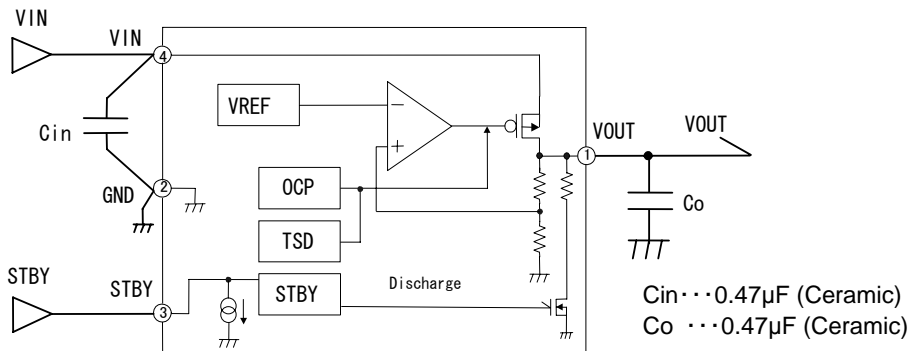 VIN
VIN
4
VREF
−
+
Cin
VOUT
VOUT
1
GND
2
OCP
Co
TSD
STBY
STBY
3
STBY
Discharge
Cin･･･0.47µF (Ceramic)
Co ･･･0.47µF (Ceramic)